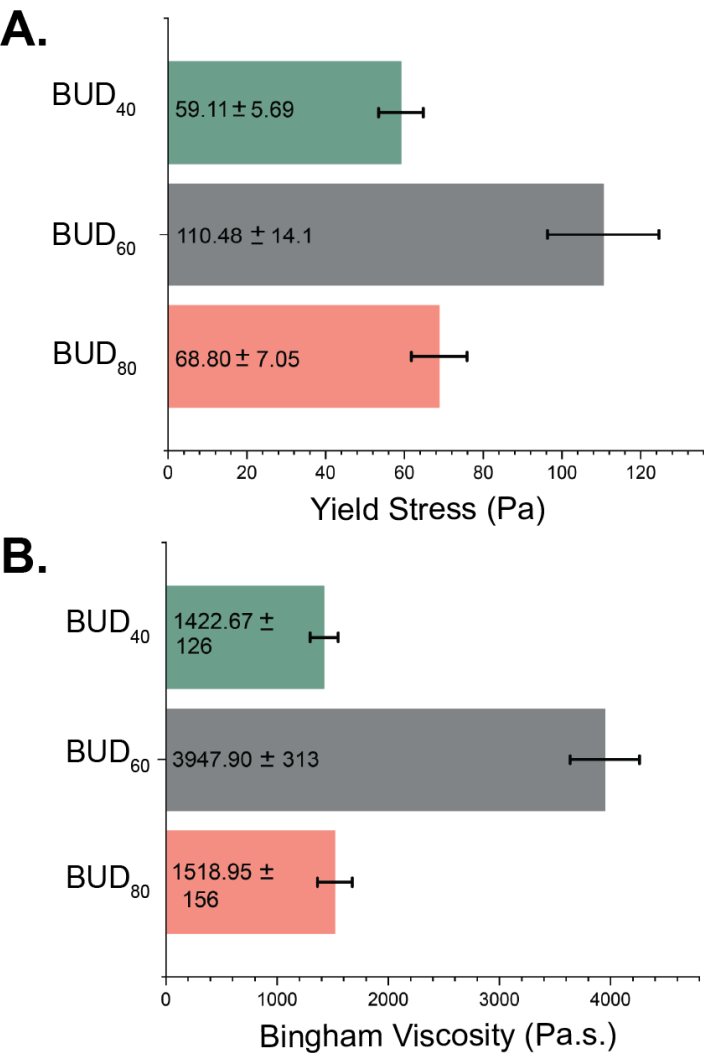 A.
BUD40
59.11 ± 5.69
BUD60
110.48 ± 14.1
BUD80
68.80 ± 7.05
0 20 40 60 80 100 120
Yield Stress (Pa)
B.
BUD40
1422.67 ±
126
BUD60
3947.90 ± 313
BUD80
1518.95 ±
156
0 1000 2000 3000 4000
Bingham Viscosity (Pa.s.)